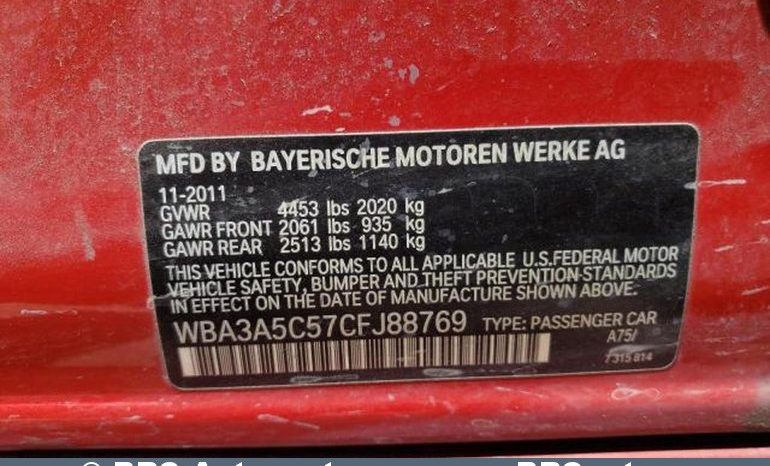 MFD BY BAYERISCHE MOTOREN WERKE AG
11-2011
GVWR 4453 lbs 2020 kg
GAWR FRONT 2061 lbs 935 kg
GAWR REAR 2513 lbs 1140 kg
THIS VEHICLE CONFORMS TO ALL APPLICABLE U.S.FEDERAL MOTOR
VEHICLE SAFETY, BUMPER AND THEFT PREVENTION STANDARDS
IN EFFECT ON THE DATE OF MANUFACTURE SHOWN ABOVE.
WBA3A5C57CFJ88769 TYPE: PASSENGER CAR
A75/
7 315 814